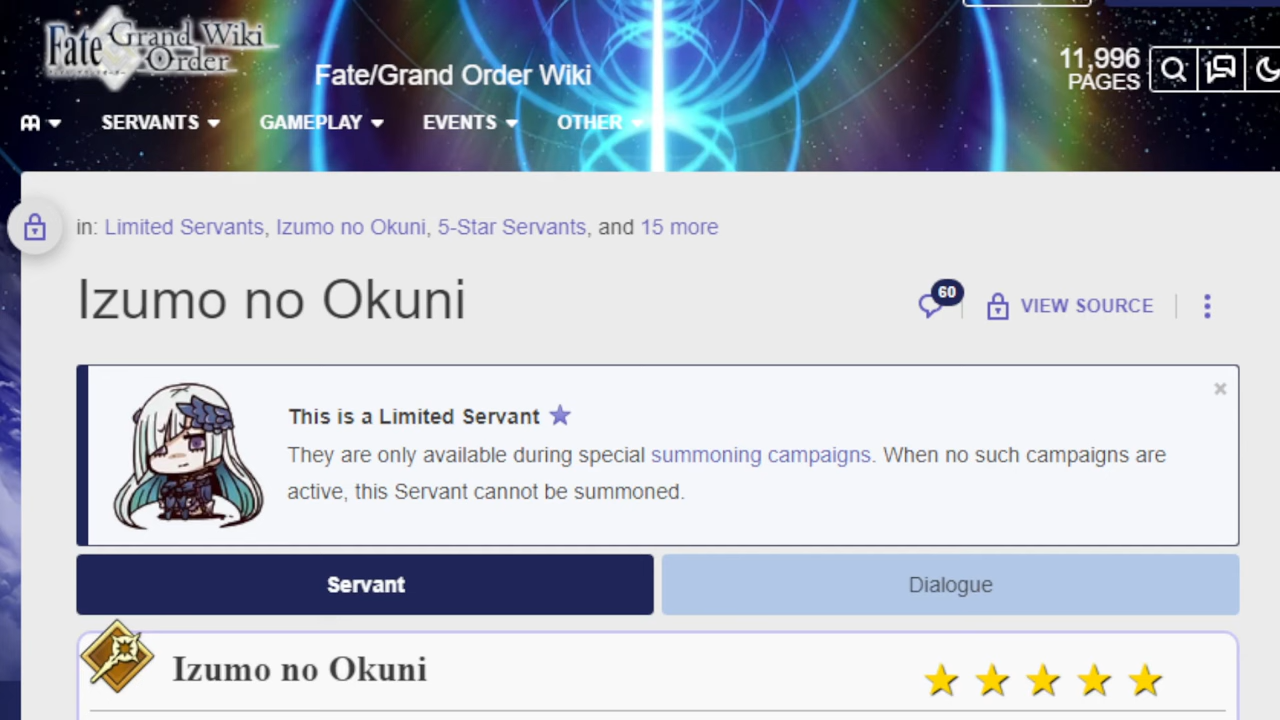 Fate Grand Wiki
Order
Fate/Grand Order Wiki
11,996
PAGES
SERVANTS
GAMEPLAY
EVENTS
OTHER
in: Limited Servants, Izumo no Okuni, 5-Star Servants, and 15 more
Izumo no Okuni
60
VIEW SOURCE
This is a Limited Servant
They are only available during special summoning campaigns. When no such campaigns are
active, this Servant cannot be summoned.
Servant
Dialogue
Izumo no Okuni